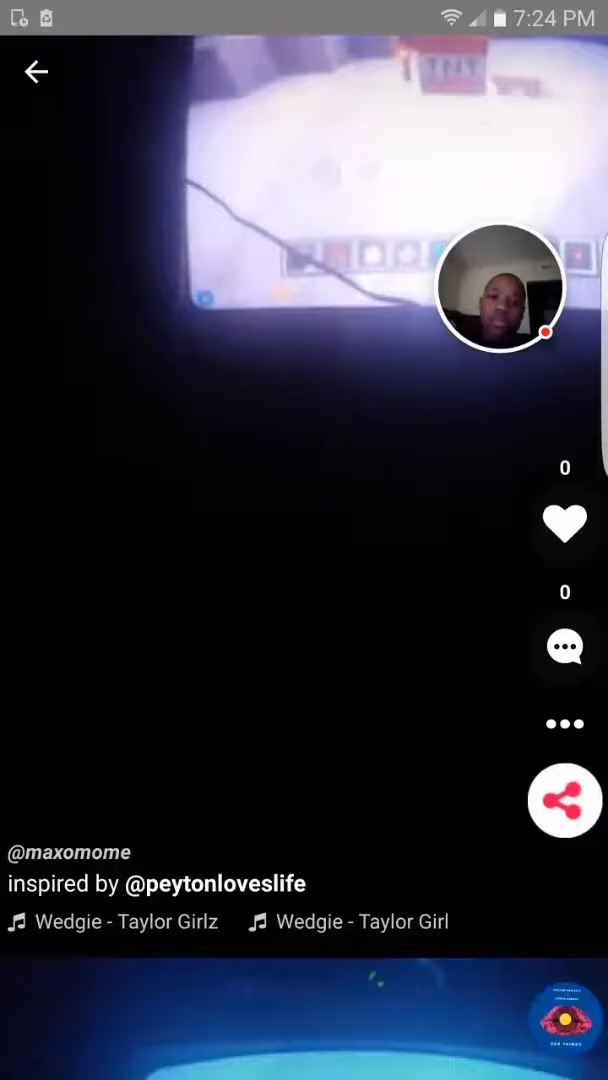 7:24 PM
TNT
0
0
@maxomome
inspired by @peytonloveslife
Wedgie - Taylor Girlz Wedgie - Taylor Girl